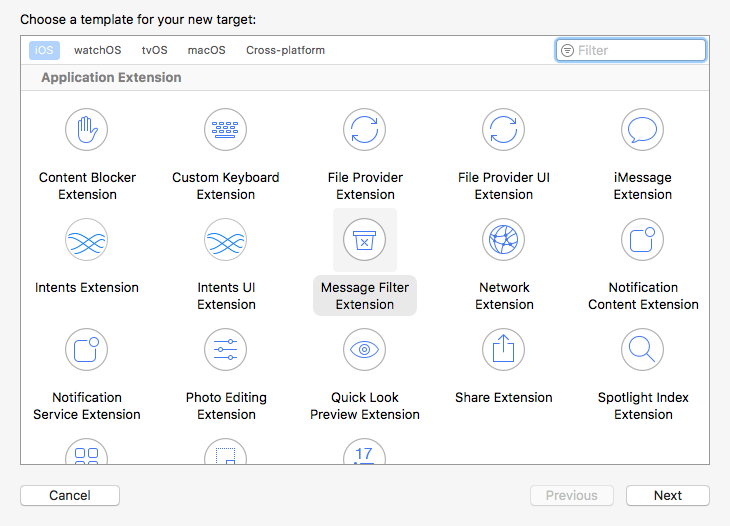 Choose a template for your new target:
iOS watchOS tvOS macOS Cross-platform Filter
Application Extension
Content Blocker Extension
Custom Keyboard Extension
File Provider Extension
File Provider UI Extension
iMessage Extension
Intents Extension
Intents UI Extension
Message Filter Extension
Network Extension
Notification Content Extension
Notification Service Extension
Photo Editing Extension
Quick Look Preview Extension
Share Extension
Spotlight Index Extension
17
Cancel Previous Next